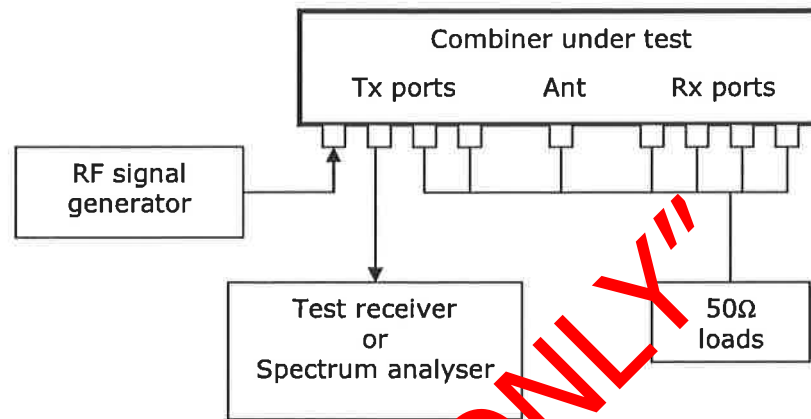 Combiner under test
Tx ports Ant Rx ports
RF signal
generator
Test receiver
or
Spectrum analyser
50Ω
loads
ONLY"